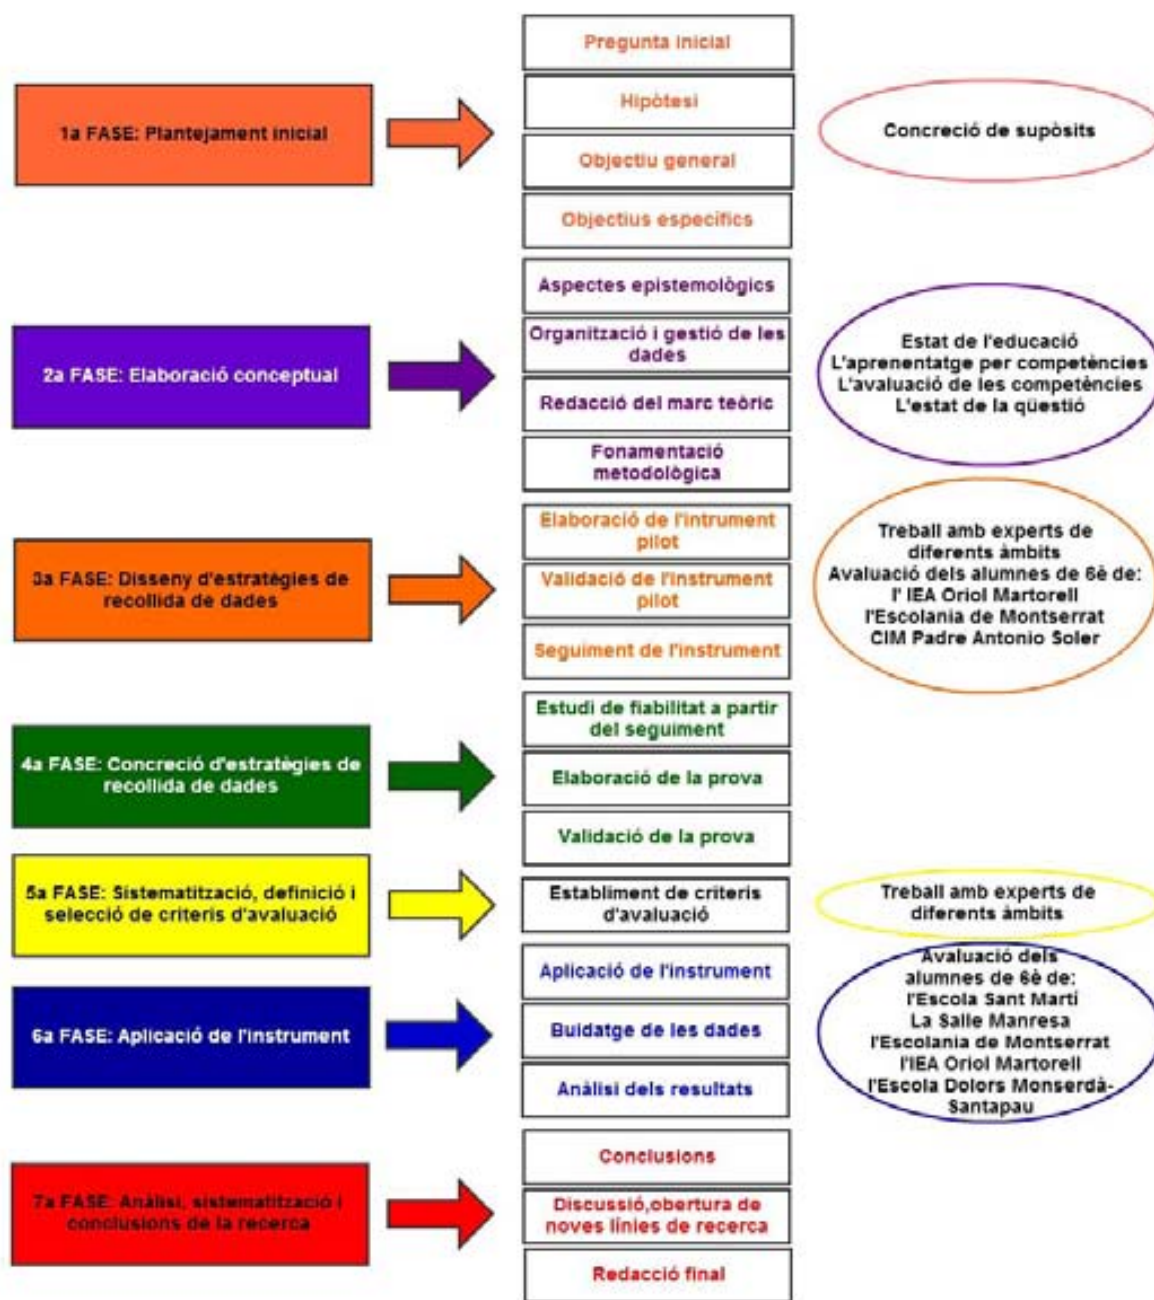 Pregunta inicial
1a FASE: Plantejament inicial
Hipòtesi
Objectiu general
Objectius específics
Concreció de supòsits
2a FASE: Elaboració conceptual
Aspectes epistemològics
Organització i gestió de les
dades
Redacció del marc teòric
Fonamentació
metodològica
Estat de l'educació
L'aprenentatge per competències
L'avaluació de les competències
L'estat de la qüestió
3a FASE: Disseny d'estratègies de
recollida de dades
Elaboració de l'intrument
pilot
Validació de l'instrument
pilot
Seguiment de l'instrument
Treball amb experts de
diferents àmbits
Avaluació dels alumnes de 6è de:
l' IEA Oriol Martorell
l'Escolania de Montserrat
CIM Padre Antonio Soler
4a FASE: Concreció d'estratègies de
recollida de dades
Estudi de fiabilitat a partir
del seguiment
Elaboració de la prova
Validació de la prova
5a FASE: Sistematització, definició i
selecció de criteris d'avaluació
Establiment de criteris
d'avaluació
Treball amb experts de
diferents àmbits
6a FASE: Aplicació de l'instrument
Aplicació de l'instrument
Buidatge de les dades
Anàlisi dels resultats
Avaluació dels
alumnes de 6è de:
l'Escola Sant Martí
La Salle Manresa
l'Escolania de Montserrat
l'IEA Oriol Martorell
l'Escola Dolors Monserdà-
Santapau
7a FASE: Anàlisi, sistematització i
conclusions de la recerca
Conclusions
Discussió,obertura de
noves línies de recerca
Redacció final